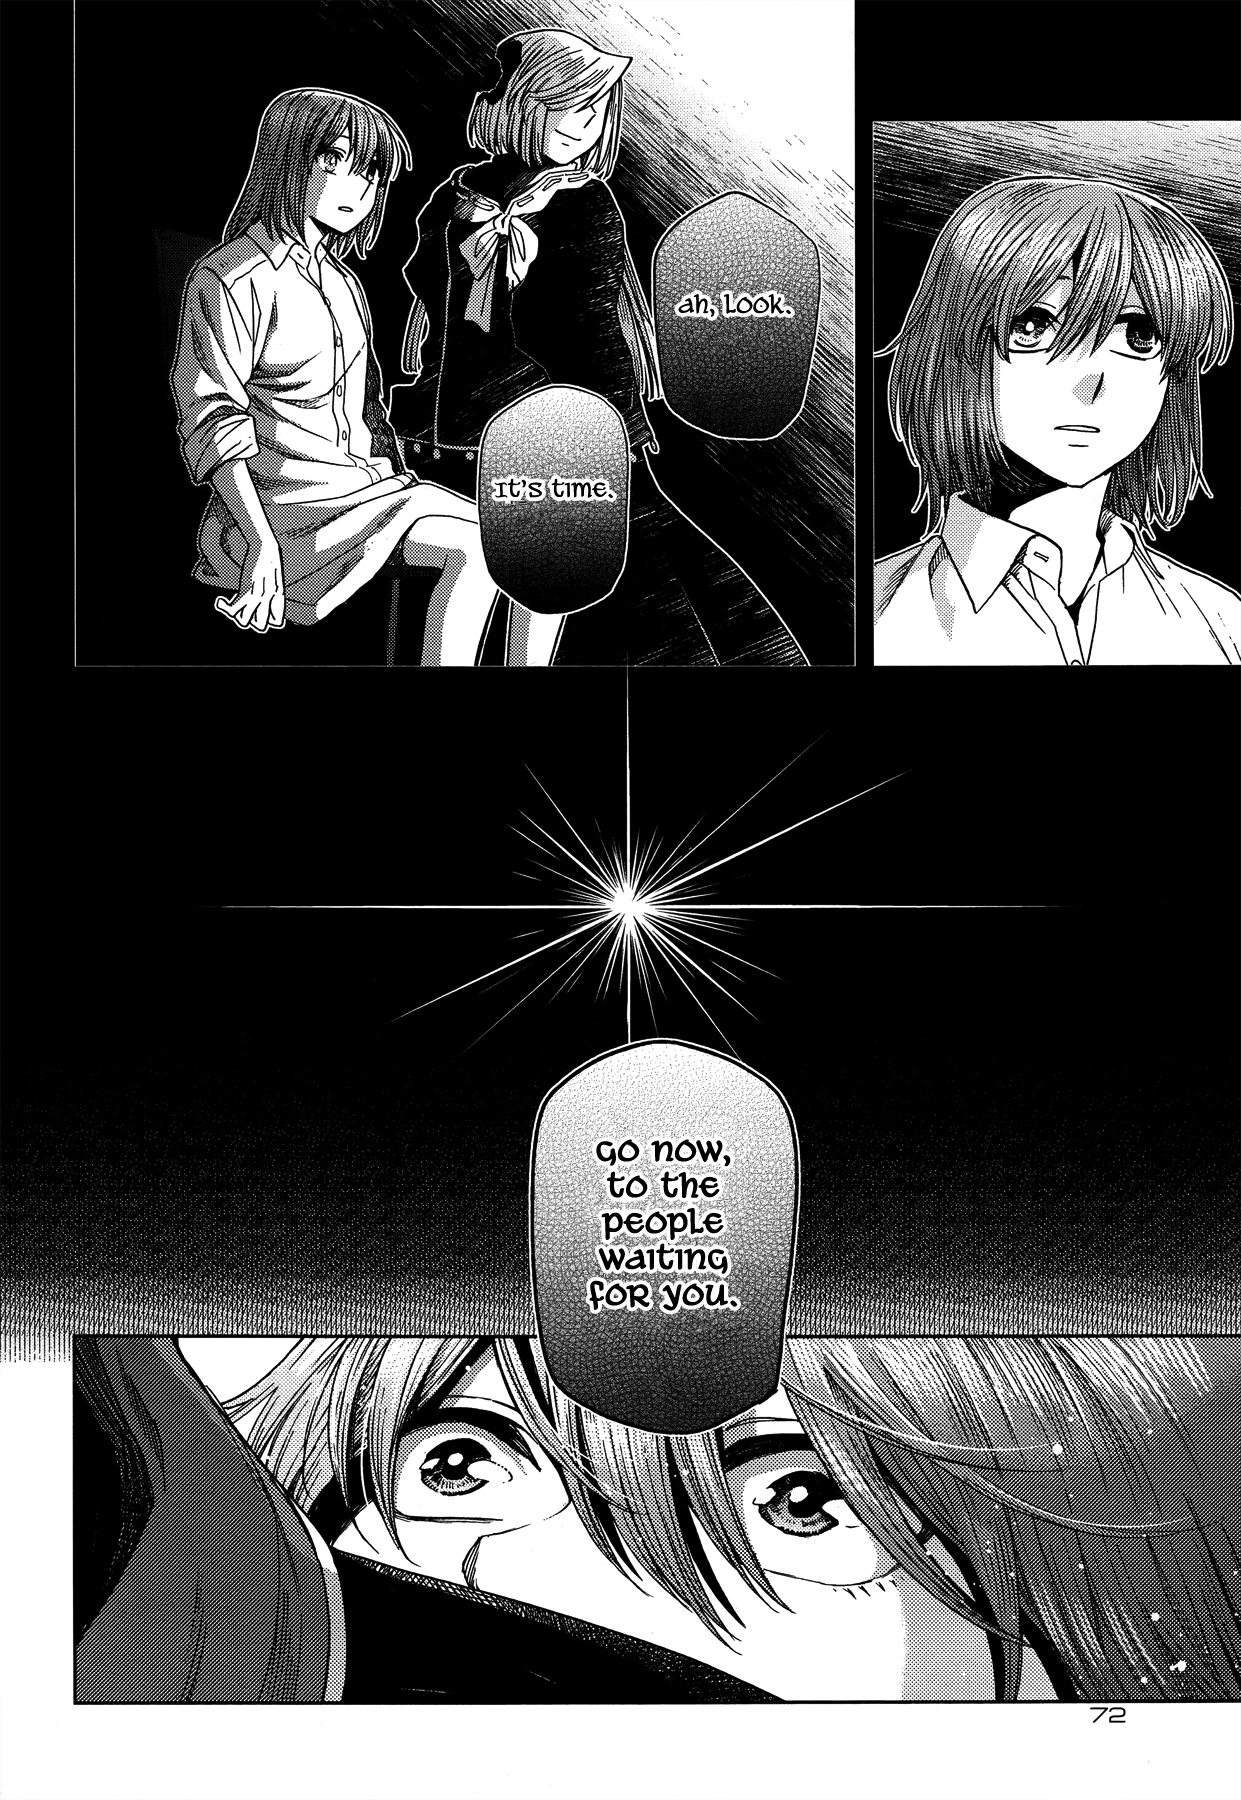 Ah, look.
It's time.
Go now,
to the
people
waiting
for you.
72